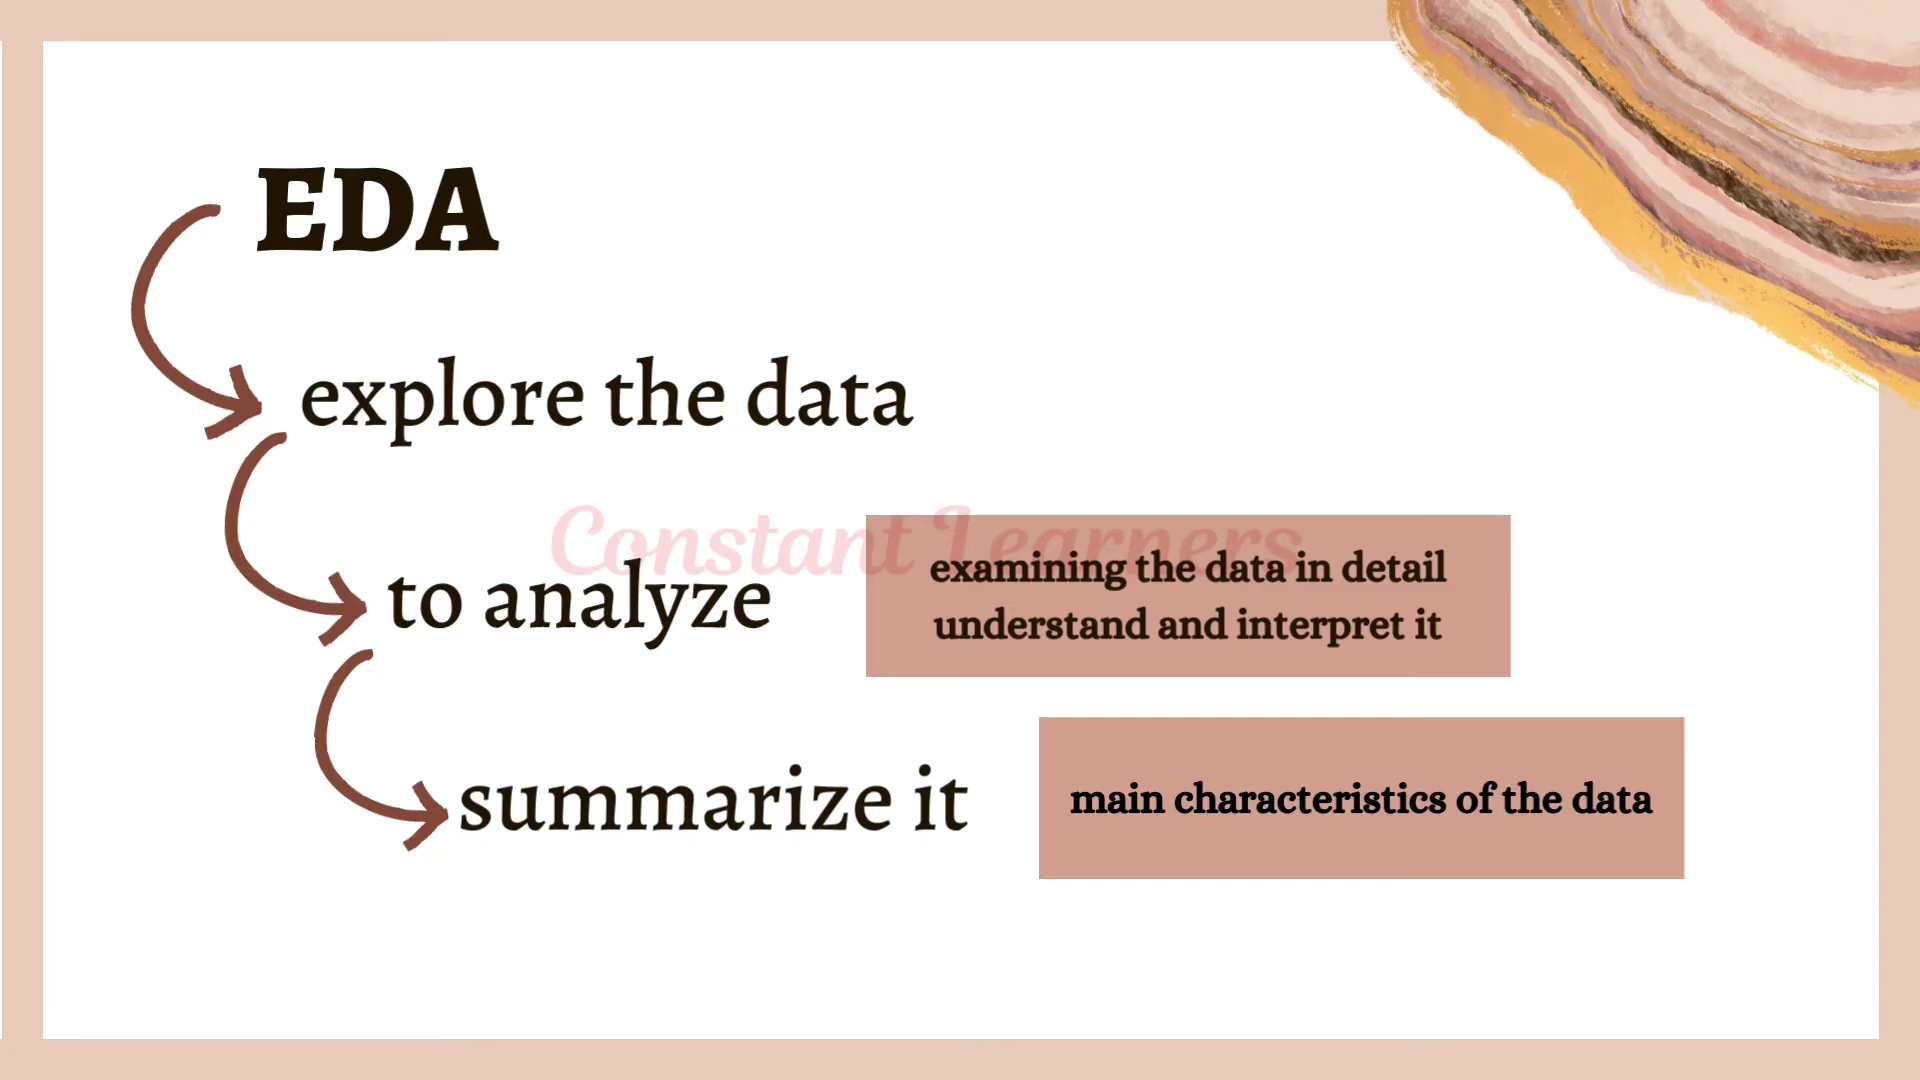 EDA
explore the data
Constant Learners
to analyze
examining the data in detail
understand and interpret it
summarize it
main characteristics of the data